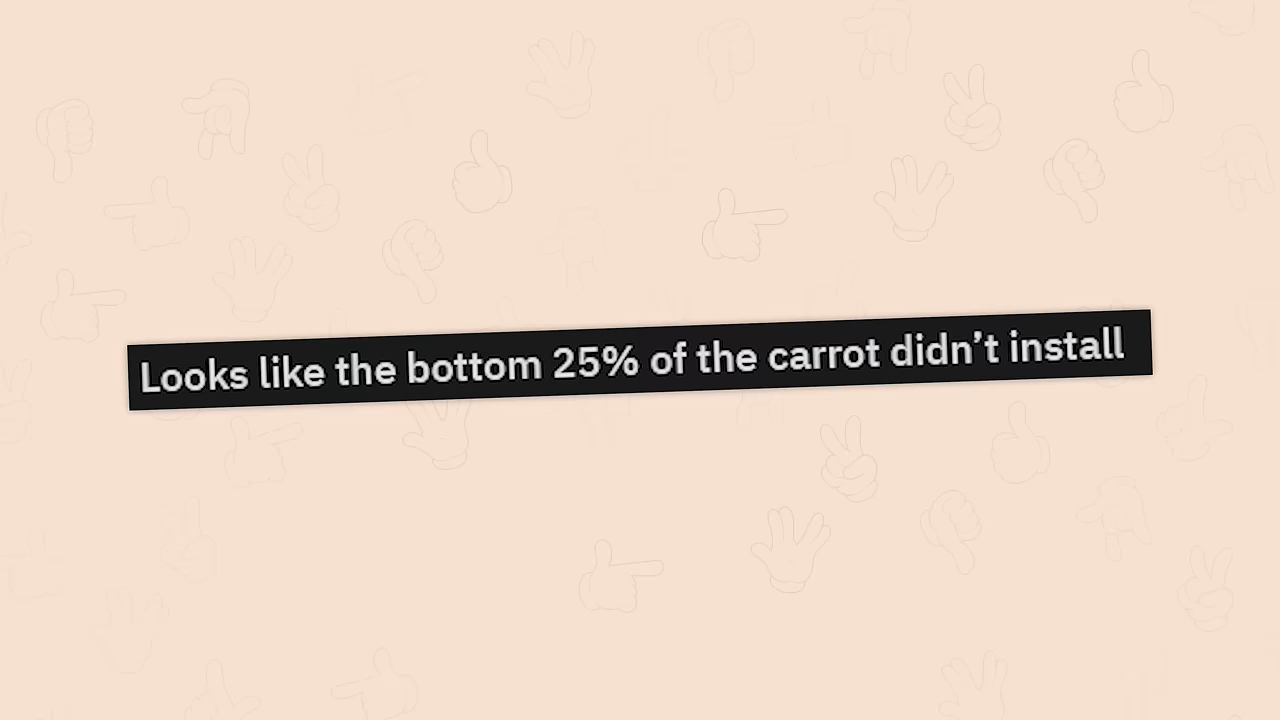 Looks like the bottom 25% of the carrot didn’t install